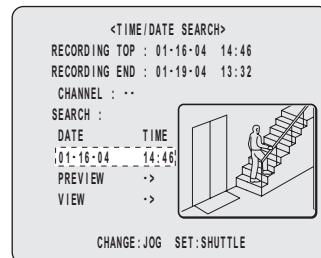 <TIME/DATE SEARCH>
RECORDING TOP : 01-16-04 14:46
RECORDING END : 01-19-04 13:32
CHANNEL : --
SEARCH :
DATE TIME
01-16-04 14:46
PREVIEW ->
VIEW ->
CHANGE:JOG SET:SHUTTLE